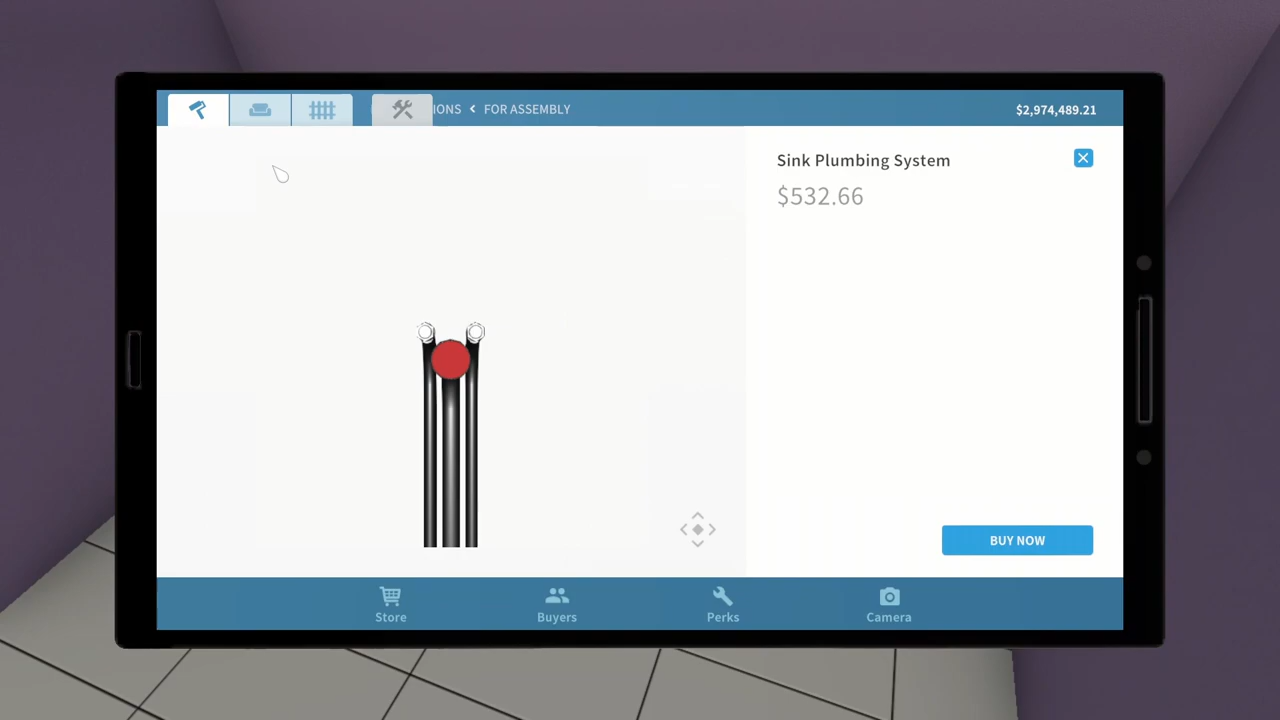 IONS < FOR ASSEMBLY
$2,974,489.21
Sink Plumbing System
$532.66
BUY NOW
Store
Buyers
Perks
Camera